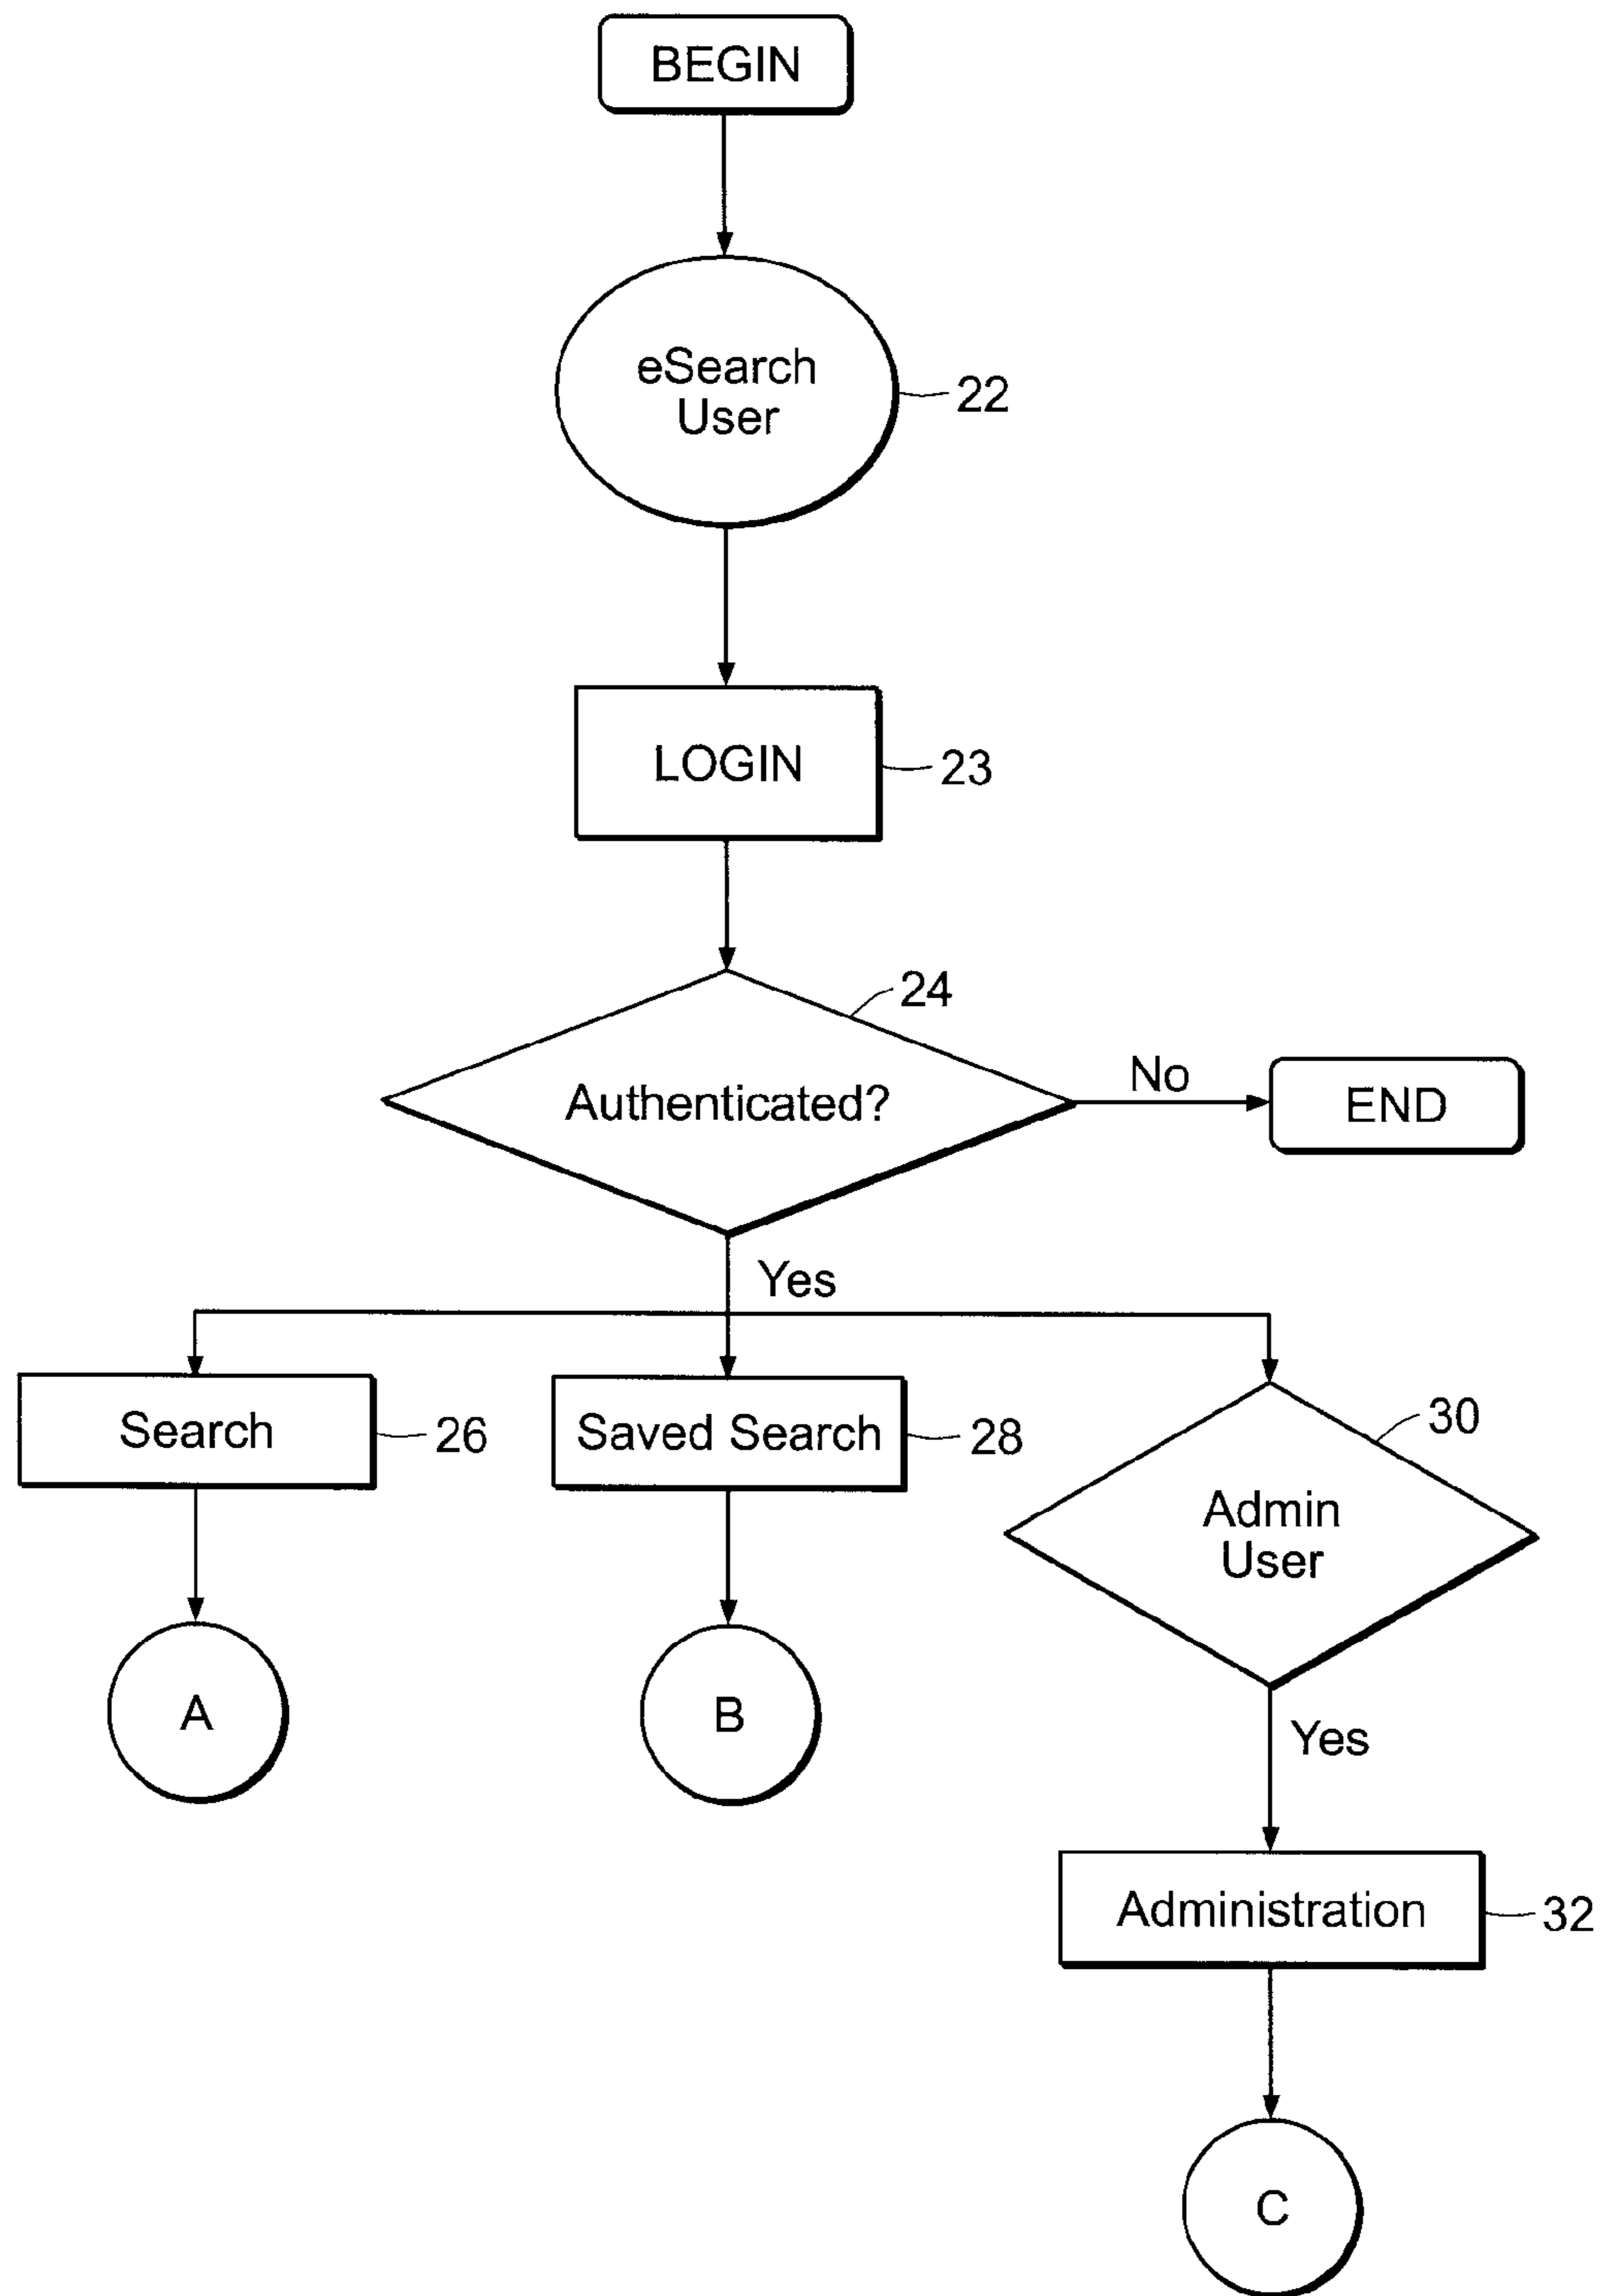 BEGIN
eSearch
User
22
LOGIN
23
24
Authenticated?
No
END
Yes
Search
26
Saved Search
28
30
Admin
User
A
B
Yes
Administration
32
C